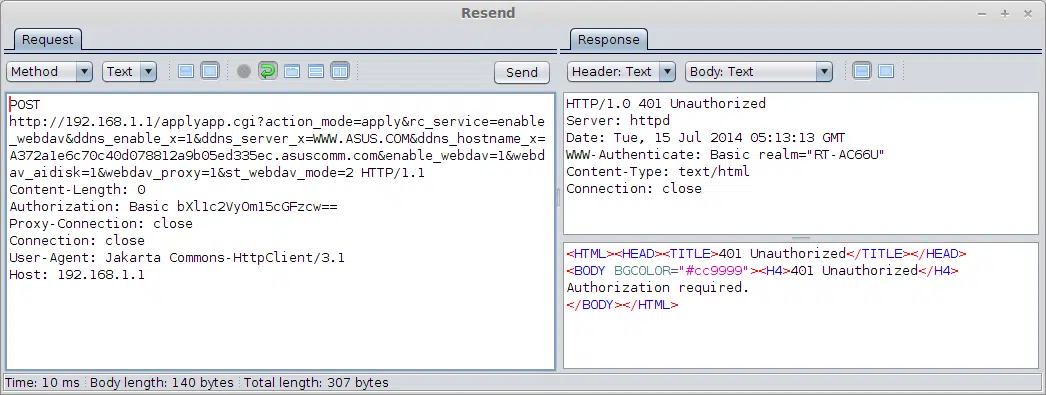 Resend
Request
Response
Method
Text
Send
Header: Text
Body: Text
POST
http://192.168.1.1/applyapp.cgi?action_mode=apply&rc_service=enable
_webdav&ddns_enable_x=1&ddns_server_x=WWW.ASUS.COM&ddns_hostname_x=
A372a1e6c70c40d078812a9b05ed335ec.asuscomm.com&enable_webdav=1&webd
av_aidisk=1&webdav_proxy=1&st_webdav_mode=2 HTTP/1.1
Content-Length: 0
Authorization: Basic bXl1c2VyOm15cGFzcw==
Proxy-Connection: close
Connection: close
User-Agent: Jakarta Commons-HttpClient/3.1
Host: 192.168.1.1
HTTP/1.0 401 Unauthorized
Server: httpd
Date: Tue, 15 Jul 2014 05:13:13 GMT
WWW-Authenticate: Basic realm="RT-AC66U"
Content-Type: text/html
Connection: close
<HTML><HEAD><TITLE>401 Unauthorized</TITLE></HEAD>
<BODY BGCOLOR="#cc9999"><H4>401 Unauthorized</H4>
Authorization required.
</BODY></HTML>
Time: 10 ms Body length: 140 bytes Total length: 307 bytes